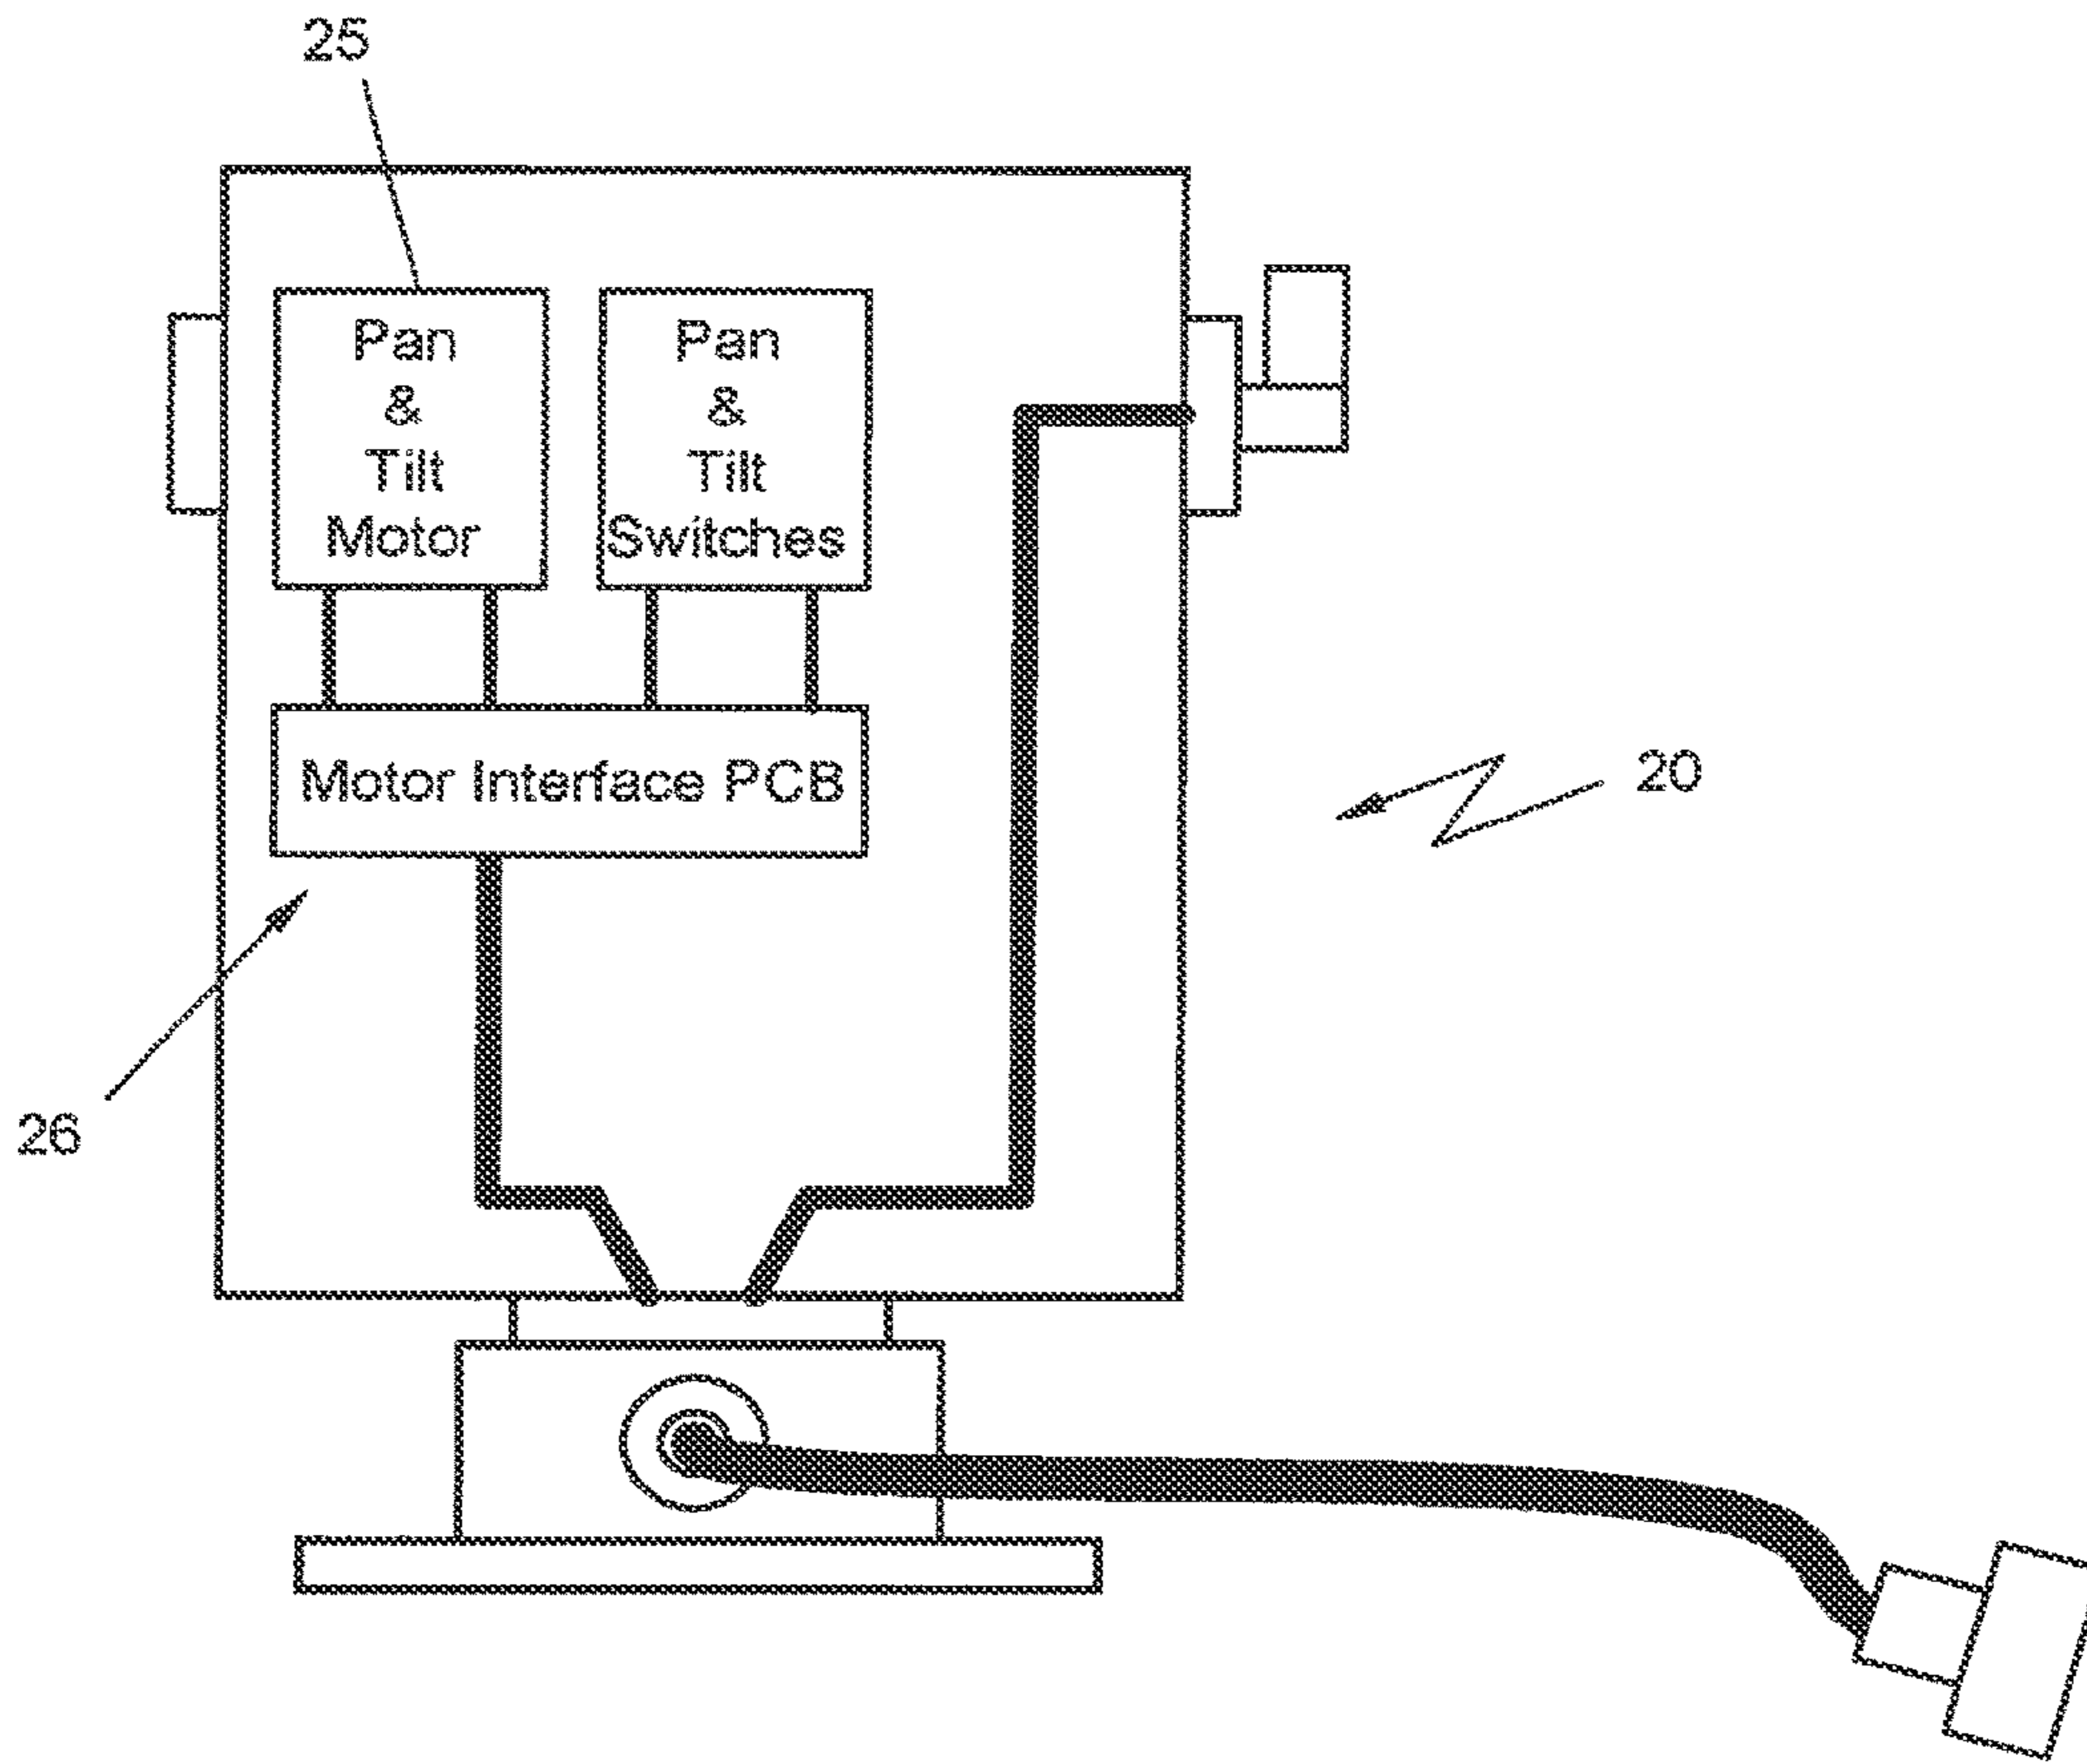 25
Pan
&
Tilt
Motor
Pan
&
Tilt
Switches
Motor Interface PCB
20
26